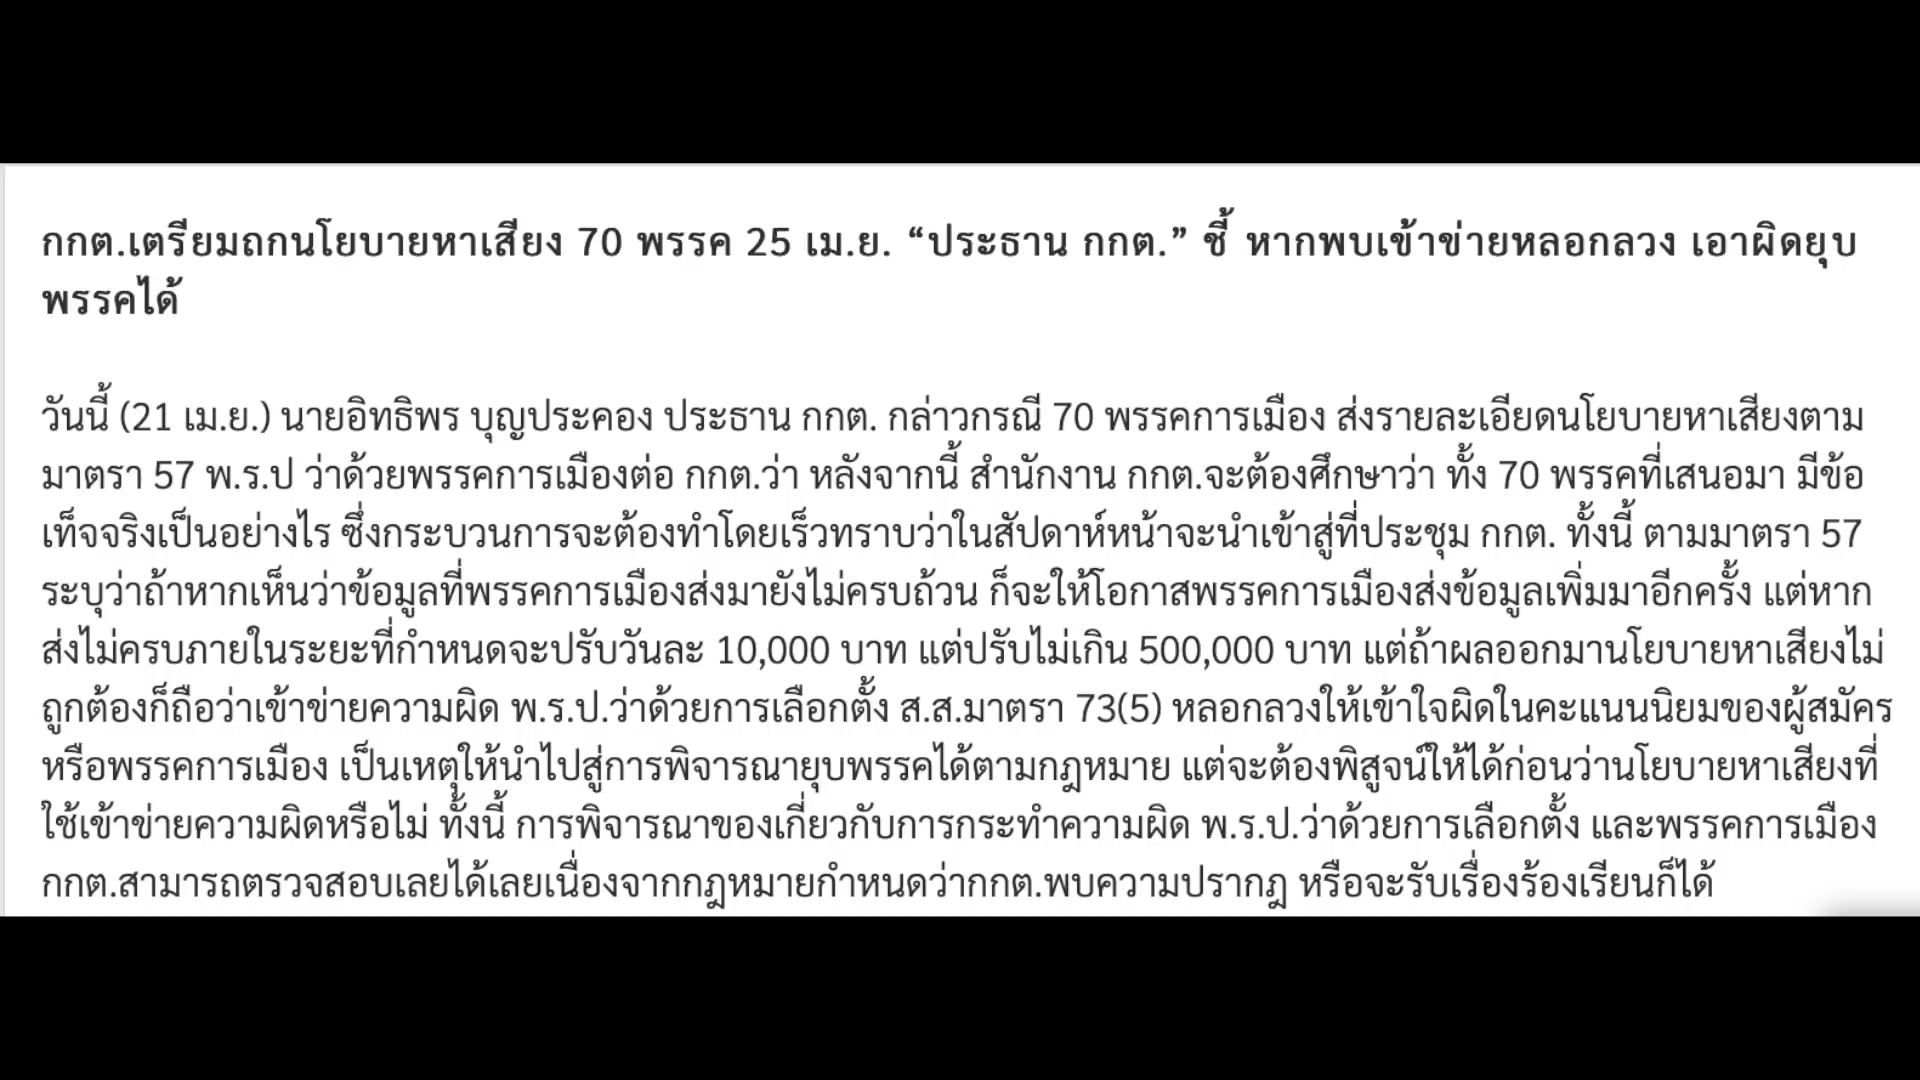 กกต.เตรียมถกนโยบายหาเสียง 70 พรรค 25 เม.ย. “ประธาน กกต.” ชี้ หากพบเข้าข่ายหลอกลวง เอาผิดยุบ
พรรคได้
วันนี้ (21 เม.ย.) นายอิทธิพร บุญประคอง ประธาน กกต. กล่าวกรณี 70 พรรคการเมือง ส่งรายละเอียดนโยบายหาเสียงตาม
มาตรา 57 พ.ร.ป ว่าด้วยพรรคการเมืองต่อ กกต.ว่า หลังจากนี้ สำนักงาน กกต.จะต้องศึกษาว่า ทั้ง 70 พรรคที่เสนอมา มีข้อ
เท็จจริงเป็นอย่างไร ซึ่งกระบวนการจะต้องทำโดยเร็วทราบว่าในสัปดาห์หน้าจะนำเข้าสู่ที่ประชุม กกต. ทั้งนี้ ตามมาตรา 57
ระบุว่าถ้าหากเห็นว่าข้อมูลที่พรรคการเมืองส่งมายังไม่ครบถ้วน ก็จะให้โอกาสพรรคการเมืองส่งข้อมูลเพิ่มมาอีกครั้ง แต่หาก
ส่งไม่ครบภายในระยะที่กำหนดจะปรับวันละ 10,000 บาท แต่ปรับไม่เกิน 500,000 บาท แต่ถ้าผลออกมานโยบายหาเสียงไม่
ถูกต้องก็ถือว่าเข้าข่ายความผิด พ.ร.ป.ว่าด้วยการเลือกตั้ง ส.ส.มาตรา 73(5) หลอกลวงให้เข้าใจผิดในคะแนนนิยมของผู้สมัคร
หรือพรรคการเมือง เป็นเหตุให้นำไปสู่การพิจารณายุบพรรคได้ตามกฎหมาย แต่จะต้องพิสูจน์ให้ได้ก่อนว่านโยบายหาเสียงที่
ใช้เข้าข่ายความผิดหรือไม่ ทั้งนี้ การพิจารณาของเกี่ยวกับการกระทำความผิด พ.ร.ป.ว่าด้วยการเลือกตั้ง และพรรคการเมือง
กกต.สามารถตรวจสอบเลยได้เลยเนื่องจากกฎหมายกำหนดว่ากกต.พบความปรากฎ หรือจะรับเรื่องร้องเรียนก็ได้